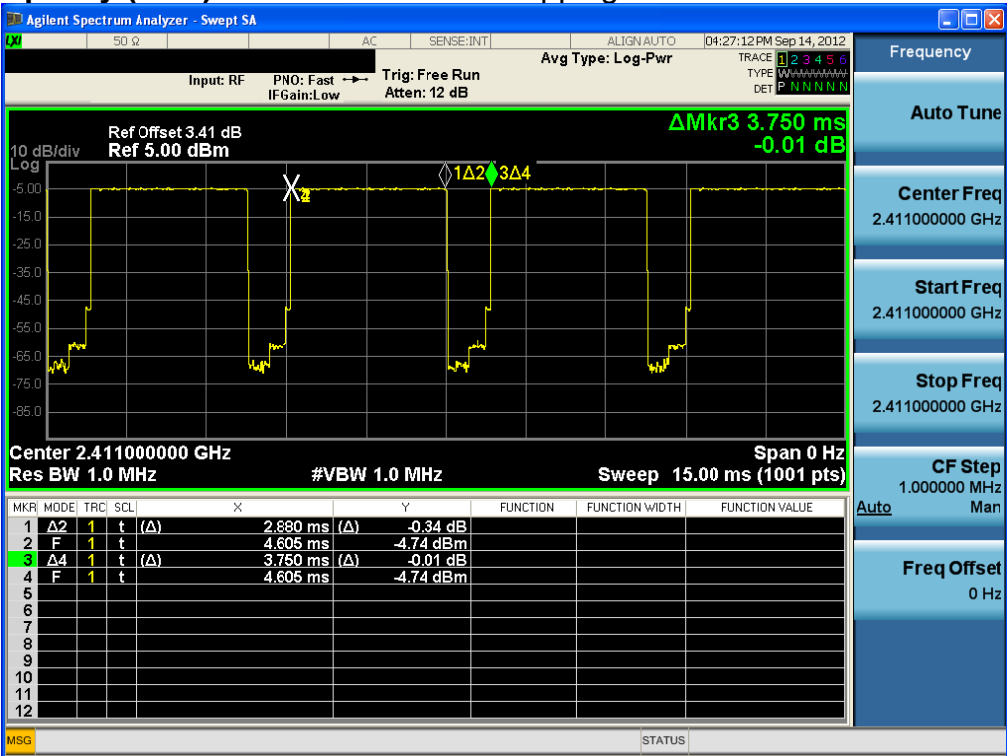 Agilent Spectrum Analyzer - Swept SA
LXI 50 Ω AC SENSE:INT ALIGN AUTO 04:27:12 PM Sep 14, 2012
Avg Type: Log-Pwr
TRACE 1 2 3 4 5 6
Input: RF PNO: Fast Trig: Free Run
TYPE W
IFGain:Low Atten: 12 dB
DET P N N N N N
ΔMkr3 3.750 ms
-0.01 dB
Ref Offset 3.41 dB
10 dB/div Ref 5.00 dBm
Log
1Δ2 3Δ4
-5.00
-15.0
-25.0
-35.0
-45.0
-55.0
-65.0
-75.0
-85.0
Center 2.411000000 GHz Span 0 Hz
Res BW 1.0 MHz #VBW 1.0 MHz Sweep 15.00 ms (1001 pts)
MKR MODE TRC SCL X Y FUNCTION FUNCTION WIDTH FUNCTION VALUE
1 Δ2 1 t (Δ) 2.880 ms (Δ) -0.34 dB
2 F 1 t 4.605 ms -4.74 dBm
3 Δ4 1 t (Δ) 3.750 ms (Δ) -0.01 dB
4 F 1 t 4.605 ms -4.74 dBm
5
6
7
8
9
10
11
12
MSG STATUS
Frequency
Auto Tune
Center Freq
2.411000000 GHz
Start Freq
2.411000000 GHz
Stop Freq
2.411000000 GHz
CF Step
1.000000 MHz
Auto Man
Freq Offset
0 Hz